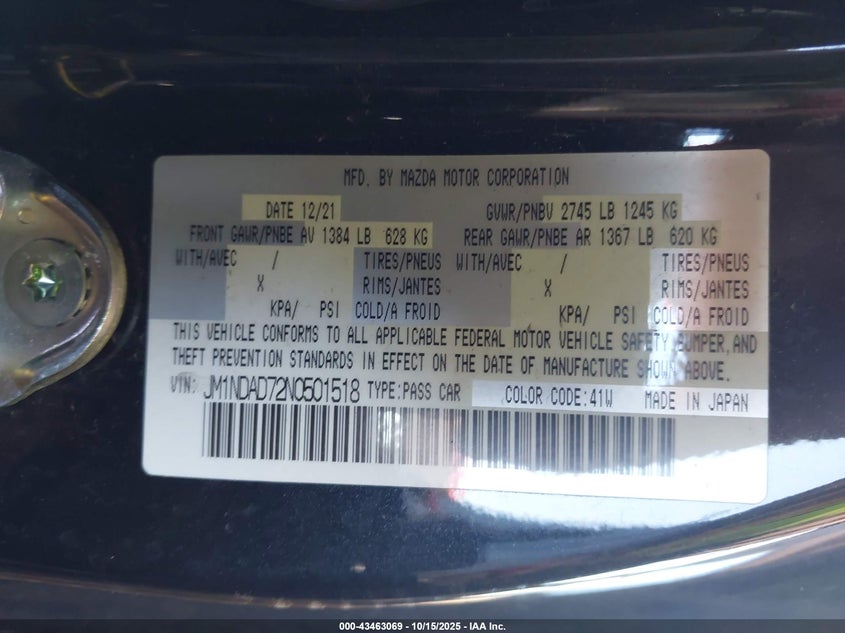 MFD. BY MAZDA MOTOR CORPORATION
DATE 12/21 GVWR/PNBV 2745 LB 1245 KG
FRONT GAWR/PNBE AV 1384 LB 628 KG REAR GAWR/PNBE AR 1367 LB 620 KG
WITH/AVEC / TIRES/PNEUS WITH/AVEC / TIRES/PNEUS
X RIMS/JANTES X RIMS/JANTES
KPA/ PSI COLD/A FROID KPA/ PSI COLD/A FROID
THIS VEHICLE CONFORMS TO ALL APPLICABLE FEDERAL MOTOR VEHICLE SAFETY, BUMPER, AND
THEFT PREVENTION STANDARDS IN EFFECT ON THE DATE OF MANUFACTURE SHOWN ABOVE.
VIN: JM1NDAD72N0501518 TYPE:PASS CAR COLOR CODE:41W MADE IN JAPAN
000-43463069 - 10/15/2025 - IAA Inc.